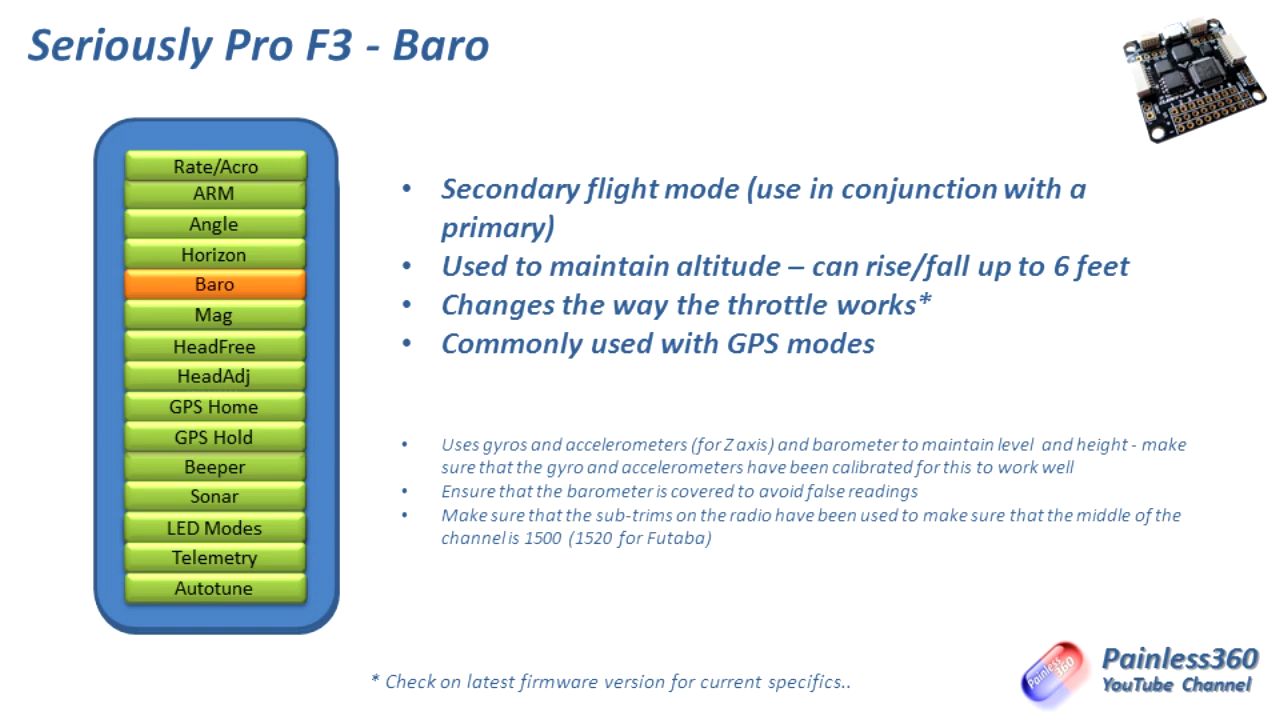 Seriously Pro F3 - Baro
Rate/Acro
ARM
Angle
Horizon
Baro
Mag
HeadFree
HeadAdj
GPS Home
GPS Hold
Beeper
Sonar
LED Modes
Telemetry
Autotune
• Secondary flight mode (use in conjunction with a
primary)
• Used to maintain altitude – can rise/fall up to 6 feet
• Changes the way the throttle works*
• Commonly used with GPS modes
• Uses gyros and accelerometers (for Z axis) and barometer to maintain level and height - make
sure that the gyro and accelerometers have been calibrated for this to work well
• Ensure that the barometer is covered to avoid false readings
• Make sure that the sub-trims on the radio have been used to make sure that the middle of the
channel is 1500 (1520 for Futaba)
* Check on latest firmware version for current specifics..
Painless
360
Painless360
YouTube Channel